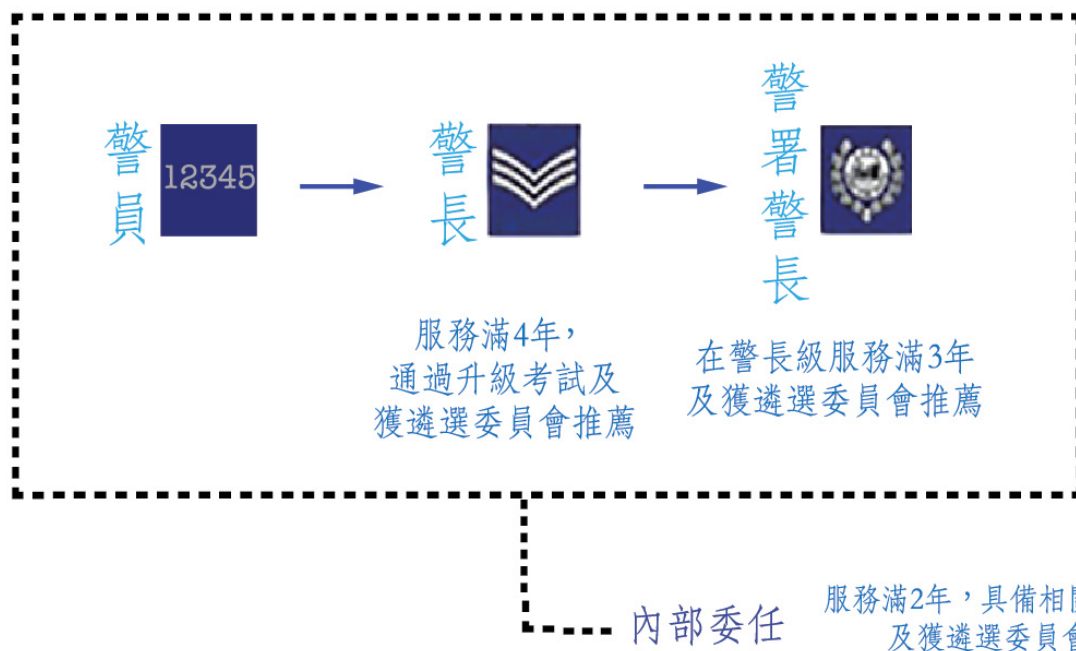 警員
12345
警長
警署警長
服務滿4年，
通過升級考試及
獲遴選委員會推薦
在警長級服務滿3年
及獲遴選委員會推薦
內部委任
服務滿2年，具備相
及獲遴選委員會